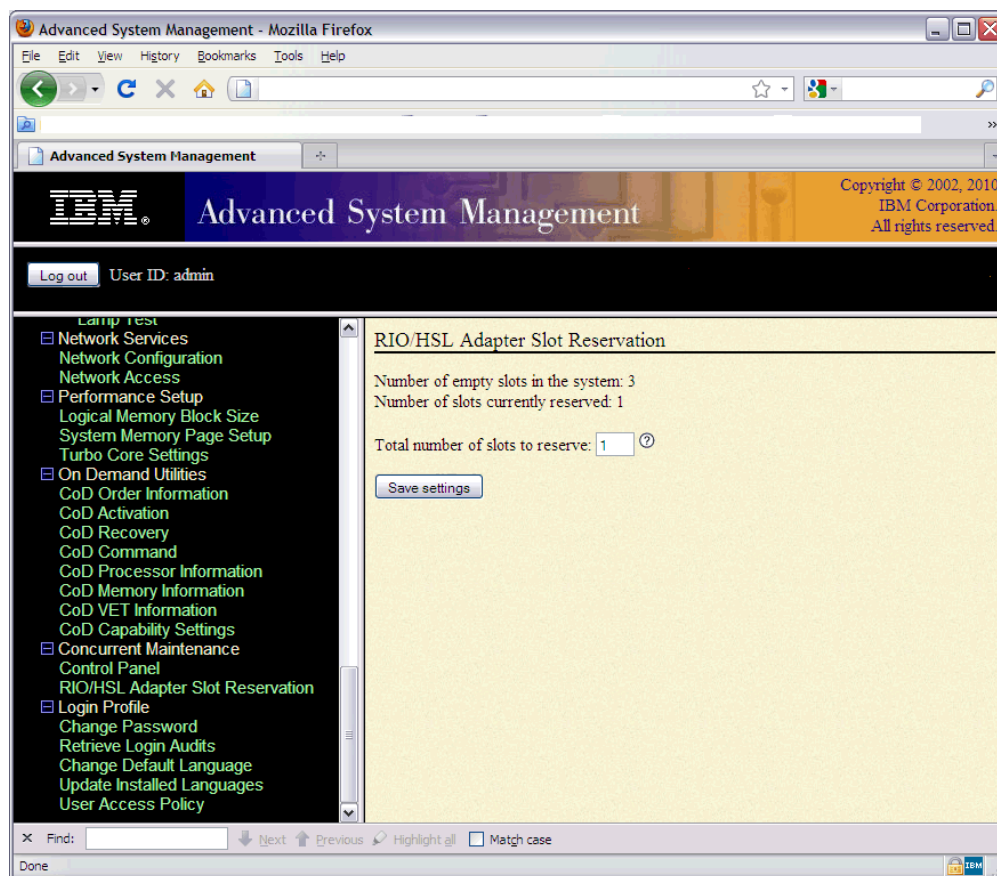 Advanced System Management - Mozilla Firefox
File Edit View History Bookmarks Tools Help
Advanced System Management
IBM®
Advanced System Management
Copyright © 2002, 2010
IBM Corporation.
All rights reserved.
Log out User ID: admin
Lamp Test
Network Services
Network Configuration
Network Access
Performance Setup
Logical Memory Block Size
System Memory Page Setup
Turbo Core Settings
On Demand Utilities
CoD Order Information
CoD Activation
CoD Recovery
CoD Command
CoD Processor Information
CoD Memory Information
CoD VET Information
CoD Capability Settings
Concurrent Maintenance
Control Panel
RIO/HSL Adapter Slot Reservation
Login Profile
Change Password
Retrieve Login Audits
Change Default Language
Update Installed Languages
User Access Policy
RIO/HSL Adapter Slot Reservation
Number of empty slots in the system: 3
Number of slots currently reserved: 1
Total number of slots to reserve: 1 ?
Save settings
× Find: Next Previous Highlight all Match case
Done IBM